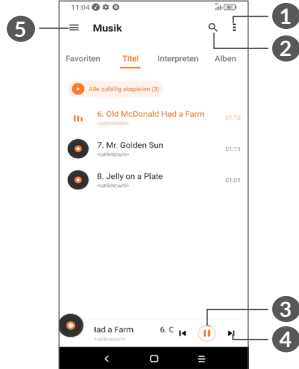 11:04
1
5
Musik
2
Favoriten Titel Interpreten Alben
Alle zufällig abspielen (3)
6. Old McDonald Had a Farm
<unknown>
01:13
7. Mr. Golden Sun
<unknown>
01:11
8. Jelly on a Plate
<unknown>
01:01
3
Had a Farm 6. O
<unknown>
4